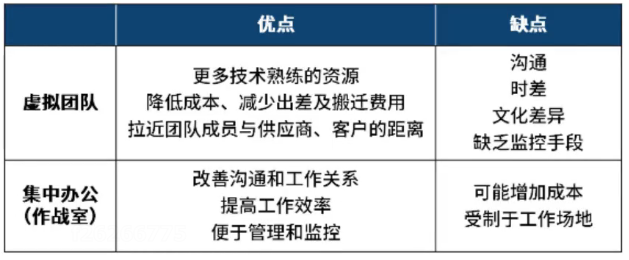 优点
缺点
虚拟团队
更多技术熟练的资源
降低成本、减少出差及搬迁费用
拉近团队成员与供应商、客户的距离
沟通
时差
文化差异
缺乏监控手段
集中办公
（作战室）
改善沟通和工作关系
提高工作效率
便于管理和监控
可能增加成本
受制于工作场地